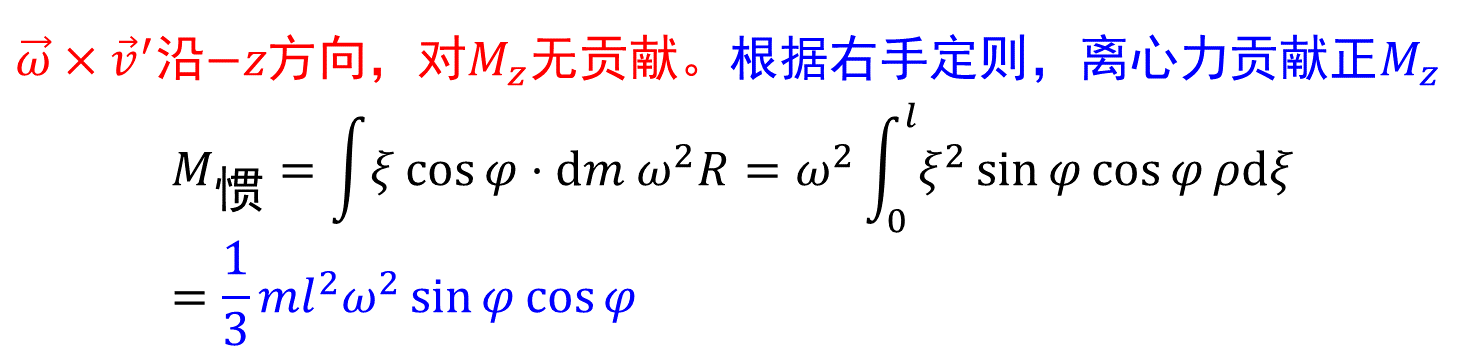 𝜔⃗ × 𝑣⃗′沿−𝑧方向，对𝑀_𝑧无贡献。根据右手定则，离心力贡献正𝑀_𝑧
𝑀_惯 = ∫ 𝜉 cos 𝜑 · d𝑚 𝜔²𝑅 = 𝜔² ∫₀^𝑙 𝜉² sin 𝜑 cos 𝜑 𝜌d𝜉
= 1/3 𝑚𝑙²𝜔² sin 𝜑 cos 𝜑